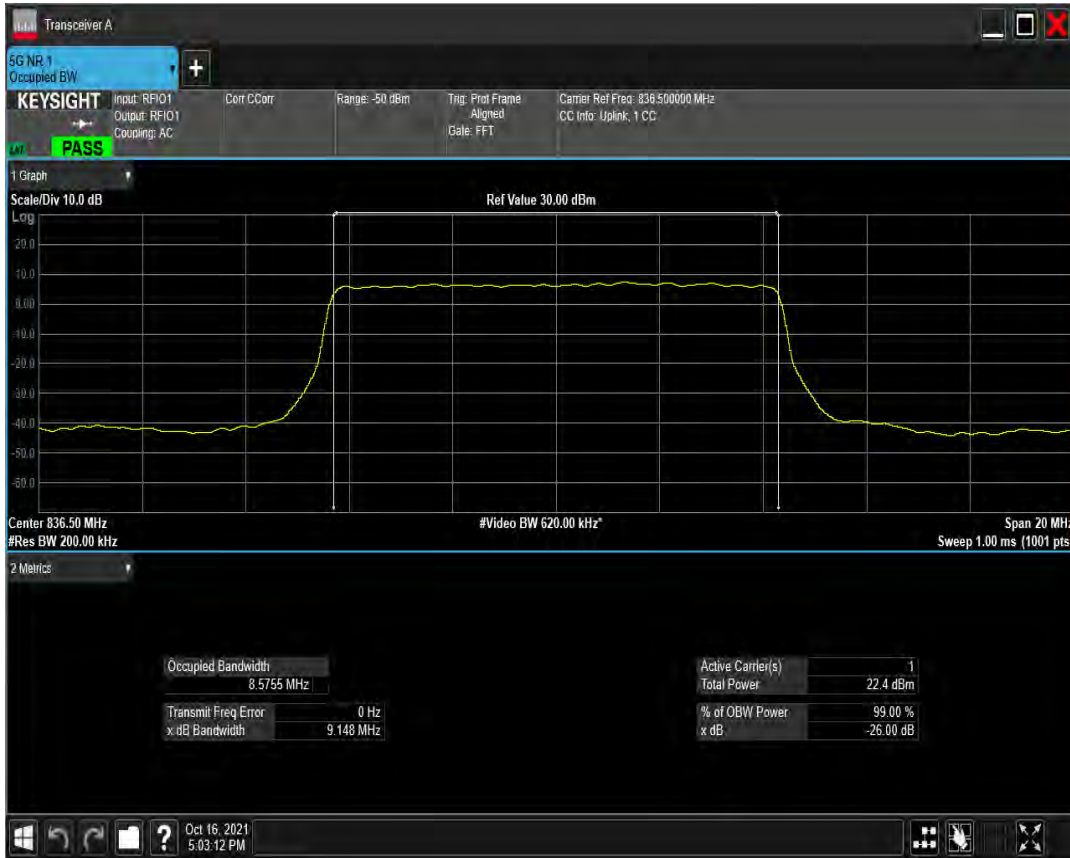 Transceiver A
5G NR 1
Occupied BW
+
KEYSIGHT
Input: RFIO1
Output: RFIO1
Coupling: AC
Corr CCorr
Range: -50 dBm
Trig: Prot Frame
Aligned
Gate: FFT
Carrier Ref Freq: 836.500000 MHz
CC Info: Uplink, 1 CC
PASS
1 Graph
Scale/Div 10.0 dB
Ref Value 30.00 dBm
Log
20.0
10.0
0.00
-10.0
-20.0
-30.0
-40.0
-50.0
-60.0
Center 836.50 MHz
#Video BW 620.00 kHz*
Span 20 MHz
#Res BW 200.00 kHz
Sweep 1.00 ms (1001 pts
2 Metrics
Occupied Bandwidth
8.5755 MHz
Transmit Freq Error 0 Hz
x dB Bandwidth 9.148 MHz
Active Carrier(s) 1
Total Power 22.4 dBm
% of OBW Power 99.00 %
x dB -26.00 dB
?
Oct 16, 2021
5:03:12 PM